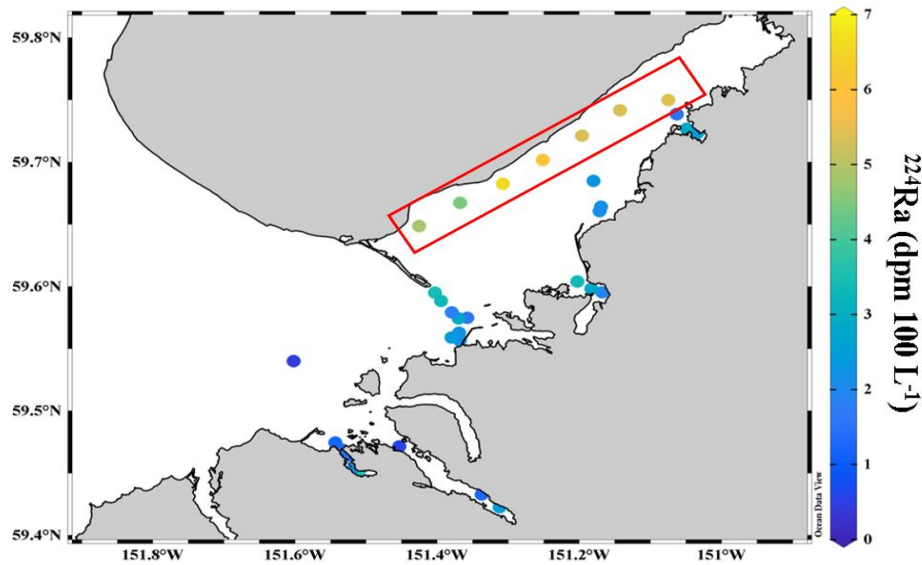 59.8°N
59.7°N
59.6°N
59.5°N
59.4°N
151.8°W
151.6°W
151.4°W
151.2°W
151°W
Ocean Data View
7
6
5
4
3
2
1
0
²²⁴Ra (dpm 100 L⁻¹)